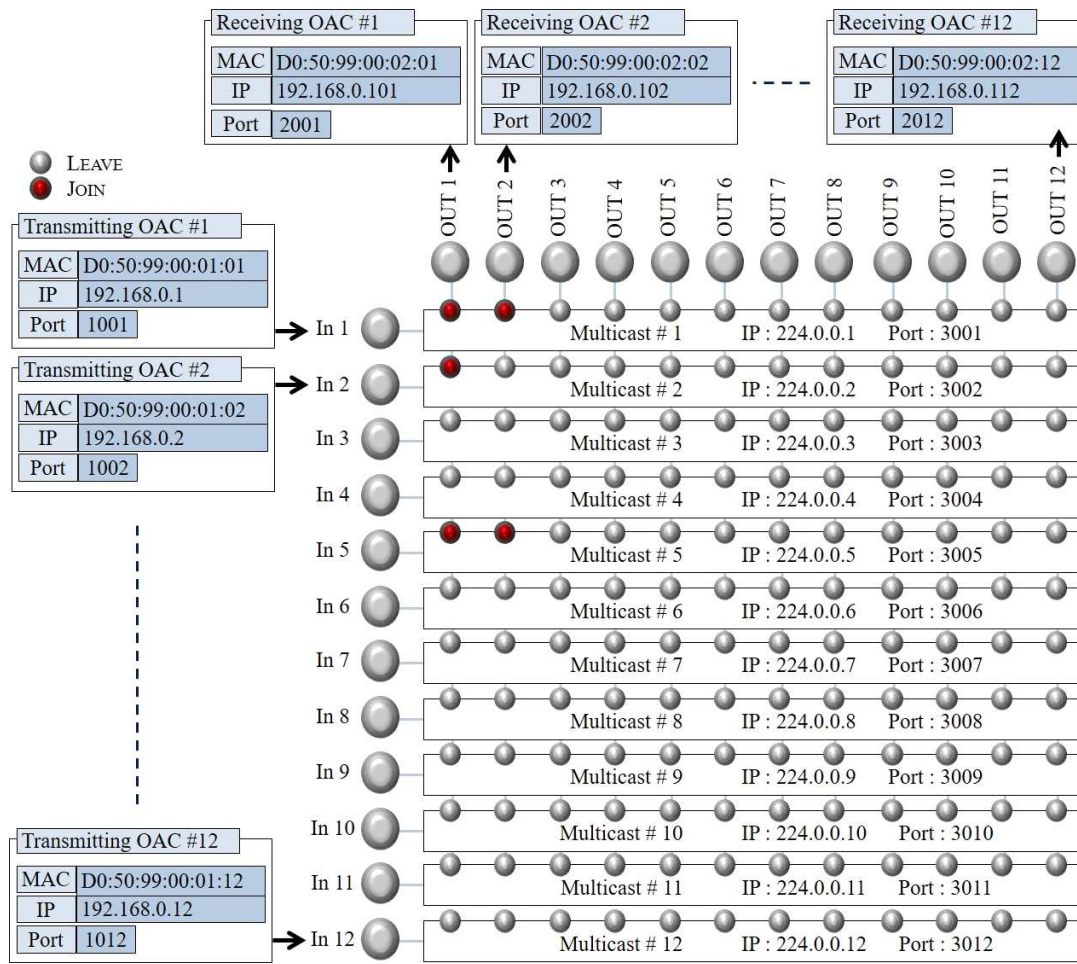 Receiving OAC #1
MAC D0:50:99:00:02:01
IP 192.168.0.101
Port 2001
Receiving OAC #2
MAC D0:50:99:00:02:02
IP 192.168.0.102
Port 2002
Receiving OAC #12
MAC D0:50:99:00:02:12
IP 192.168.0.112
Port 2012
LEAVE
JOIN
OUT 1
OUT 2
OUT 3
OUT 4
OUT 5
OUT 6
OUT 7
OUT 8
OUT 9
OUT 10
OUT 11
OUT 12
Transmitting OAC #1
MAC D0:50:99:00:01:01
IP 192.168.0.1
Port 1001
Transmitting OAC #2
MAC D0:50:99:00:01:02
IP 192.168.0.2
Port 1002
Transmitting OAC #12
MAC D0:50:99:00:01:12
IP 192.168.0.12
Port 1012
In 1 Multicast # 1 IP : 224.0.0.1 Port : 3001
In 2 Multicast # 2 IP : 224.0.0.2 Port : 3002
In 3 Multicast # 3 IP : 224.0.0.3 Port : 3003
In 4 Multicast # 4 IP : 224.0.0.4 Port : 3004
In 5 Multicast # 5 IP : 224.0.0.5 Port : 3005
In 6 Multicast # 6 IP : 224.0.0.6 Port : 3006
In 7 Multicast # 7 IP : 224.0.0.7 Port : 3007
In 8 Multicast # 8 IP : 224.0.0.8 Port : 3008
In 9 Multicast # 9 IP : 224.0.0.9 Port : 3009
In 10 Multicast # 10 IP : 224.0.0.10 Port : 3010
In 11 Multicast # 11 IP : 224.0.0.11 Port : 3011
In 12 Multicast # 12 IP : 224.0.0.12 Port : 3012